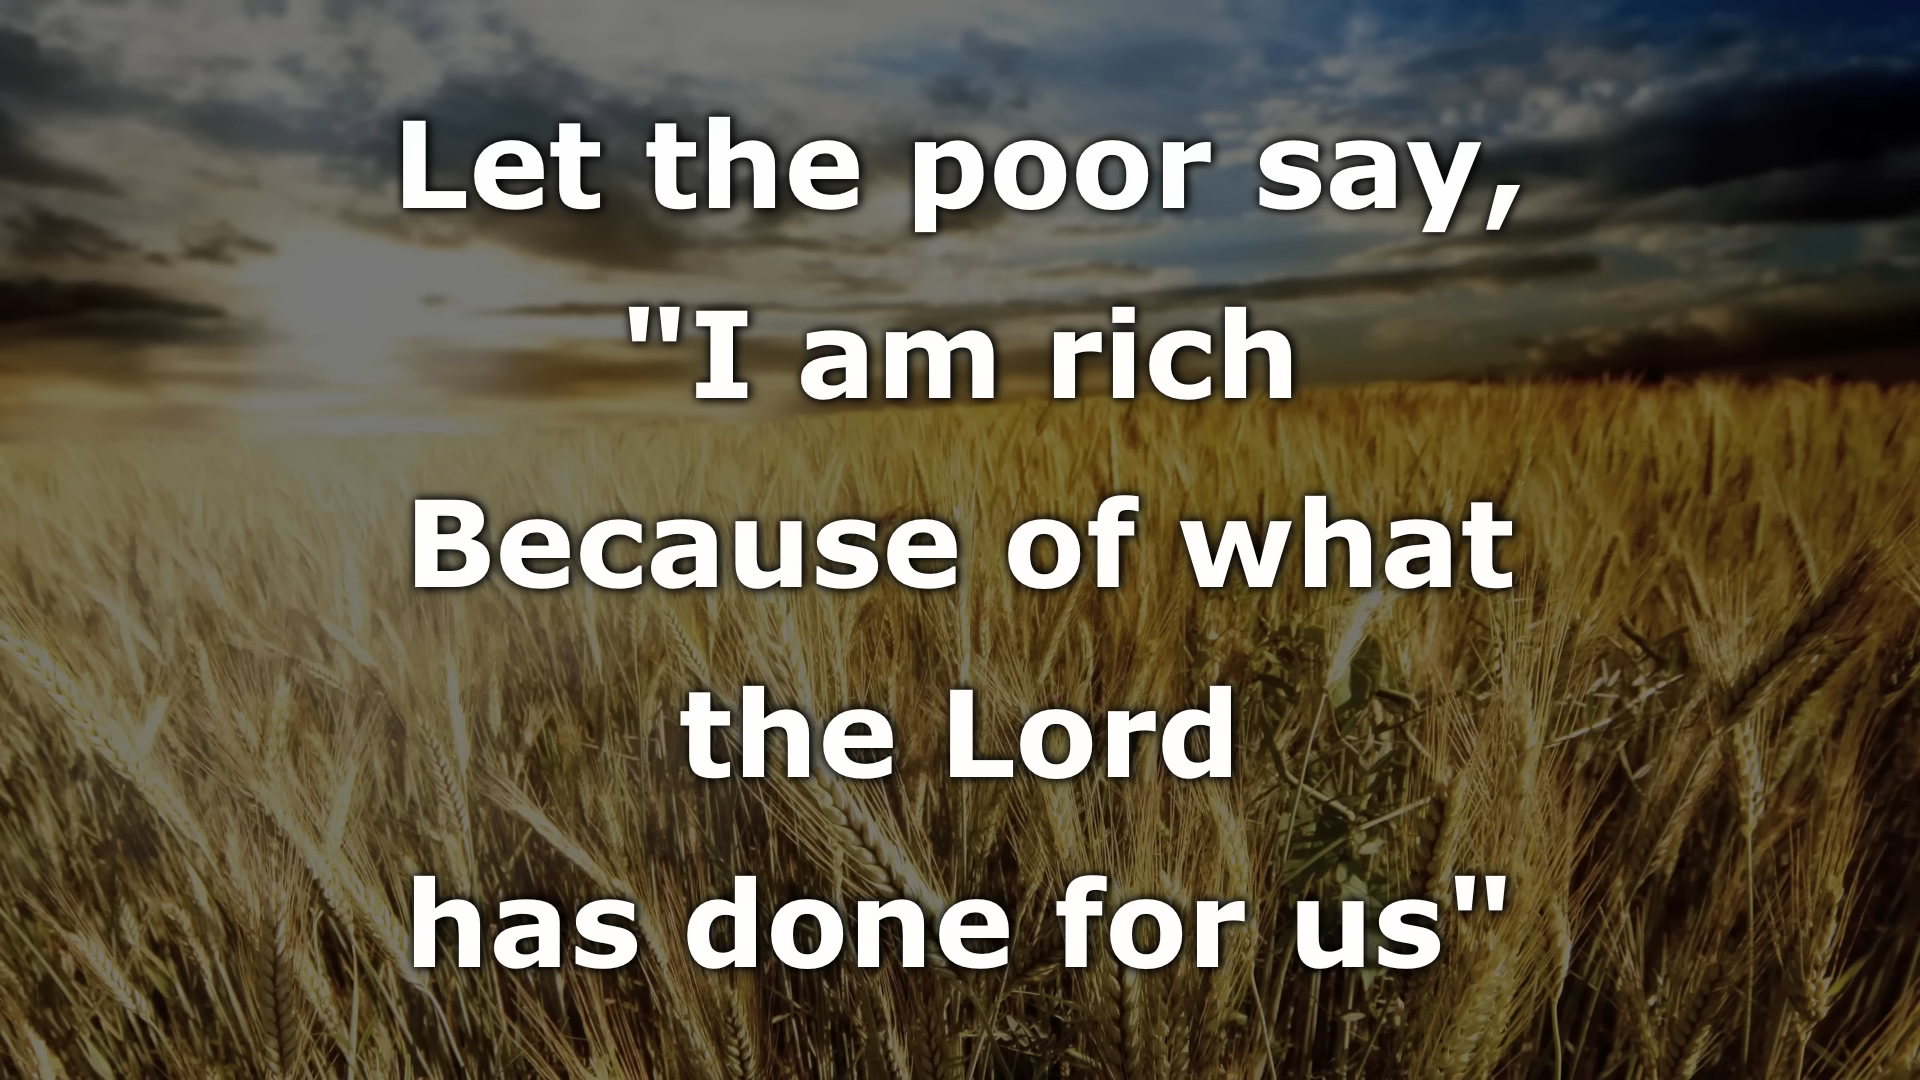 Let the poor say,
"I am rich
Because of what
the Lord
has done for us"